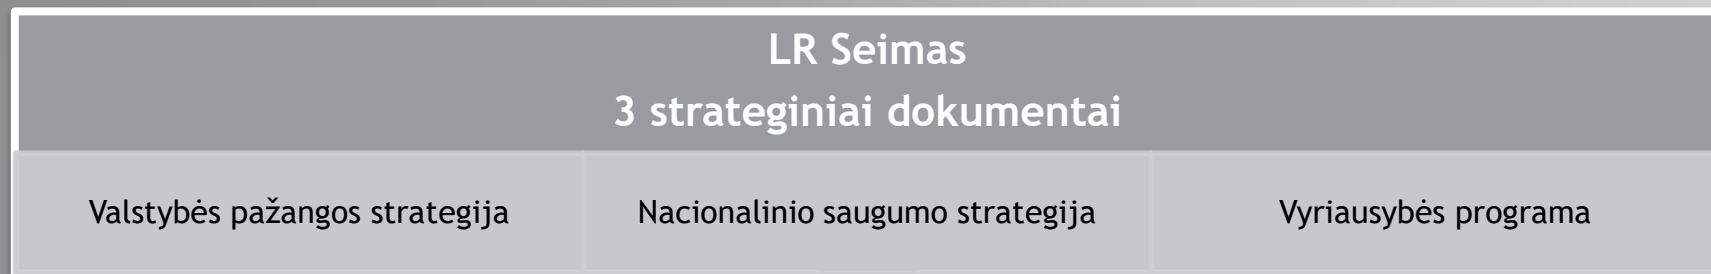 LR Seimas
3 strateginiai dokumentai
Valstybės pažangos strategija
Nacionalinio saugumo strategija
Vyriausybės programa